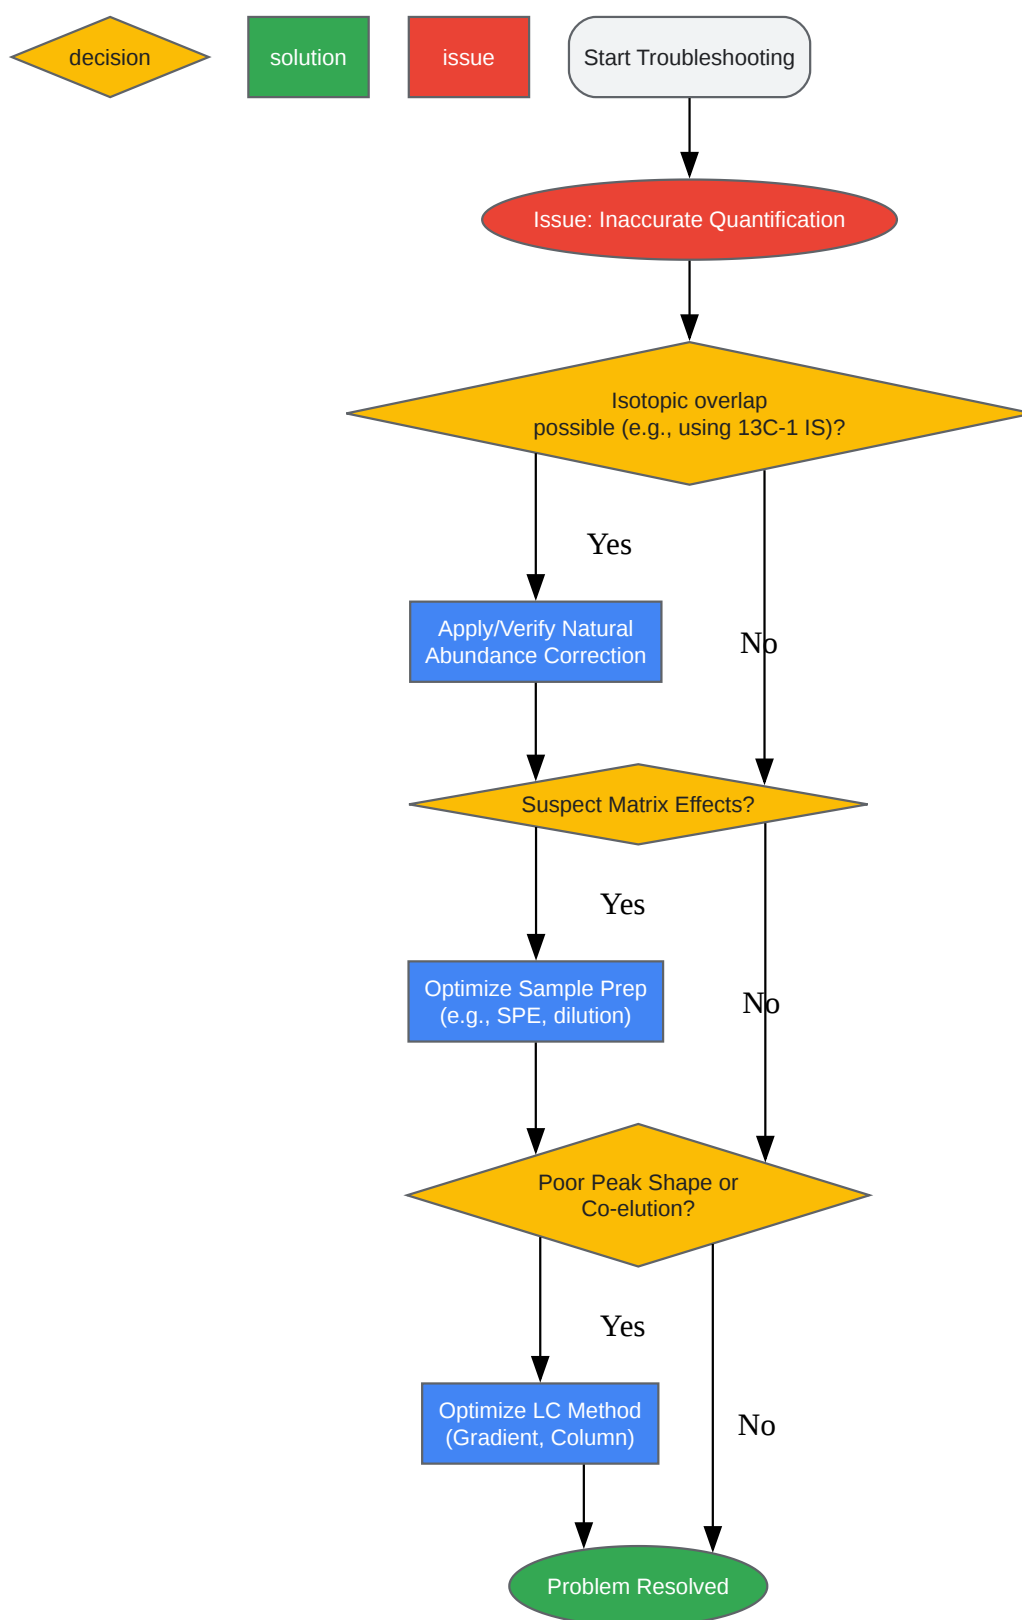 decision
solution
issue
Start Troubleshooting
Issue: Inaccurate Quantification
Isotopic overlap
possible (e.g., using 13C-1 IS)?
Yes
Apply/Verify Natural
Abundance Correction
No
Suspect Matrix Effects?
Yes
Optimize Sample Prep
(e.g., SPE, dilution)
No
Poor Peak Shape or
Co-elution?
Yes
Optimize LC Method
(Gradient, Column)
No
Problem Resolved